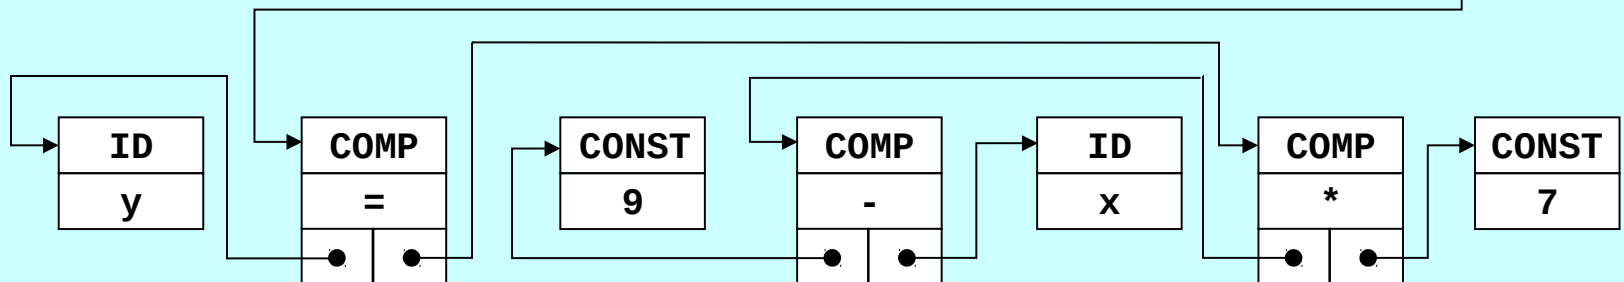 ID COMP CONST COMP ID COMP CONST
y = 9 - x * 7